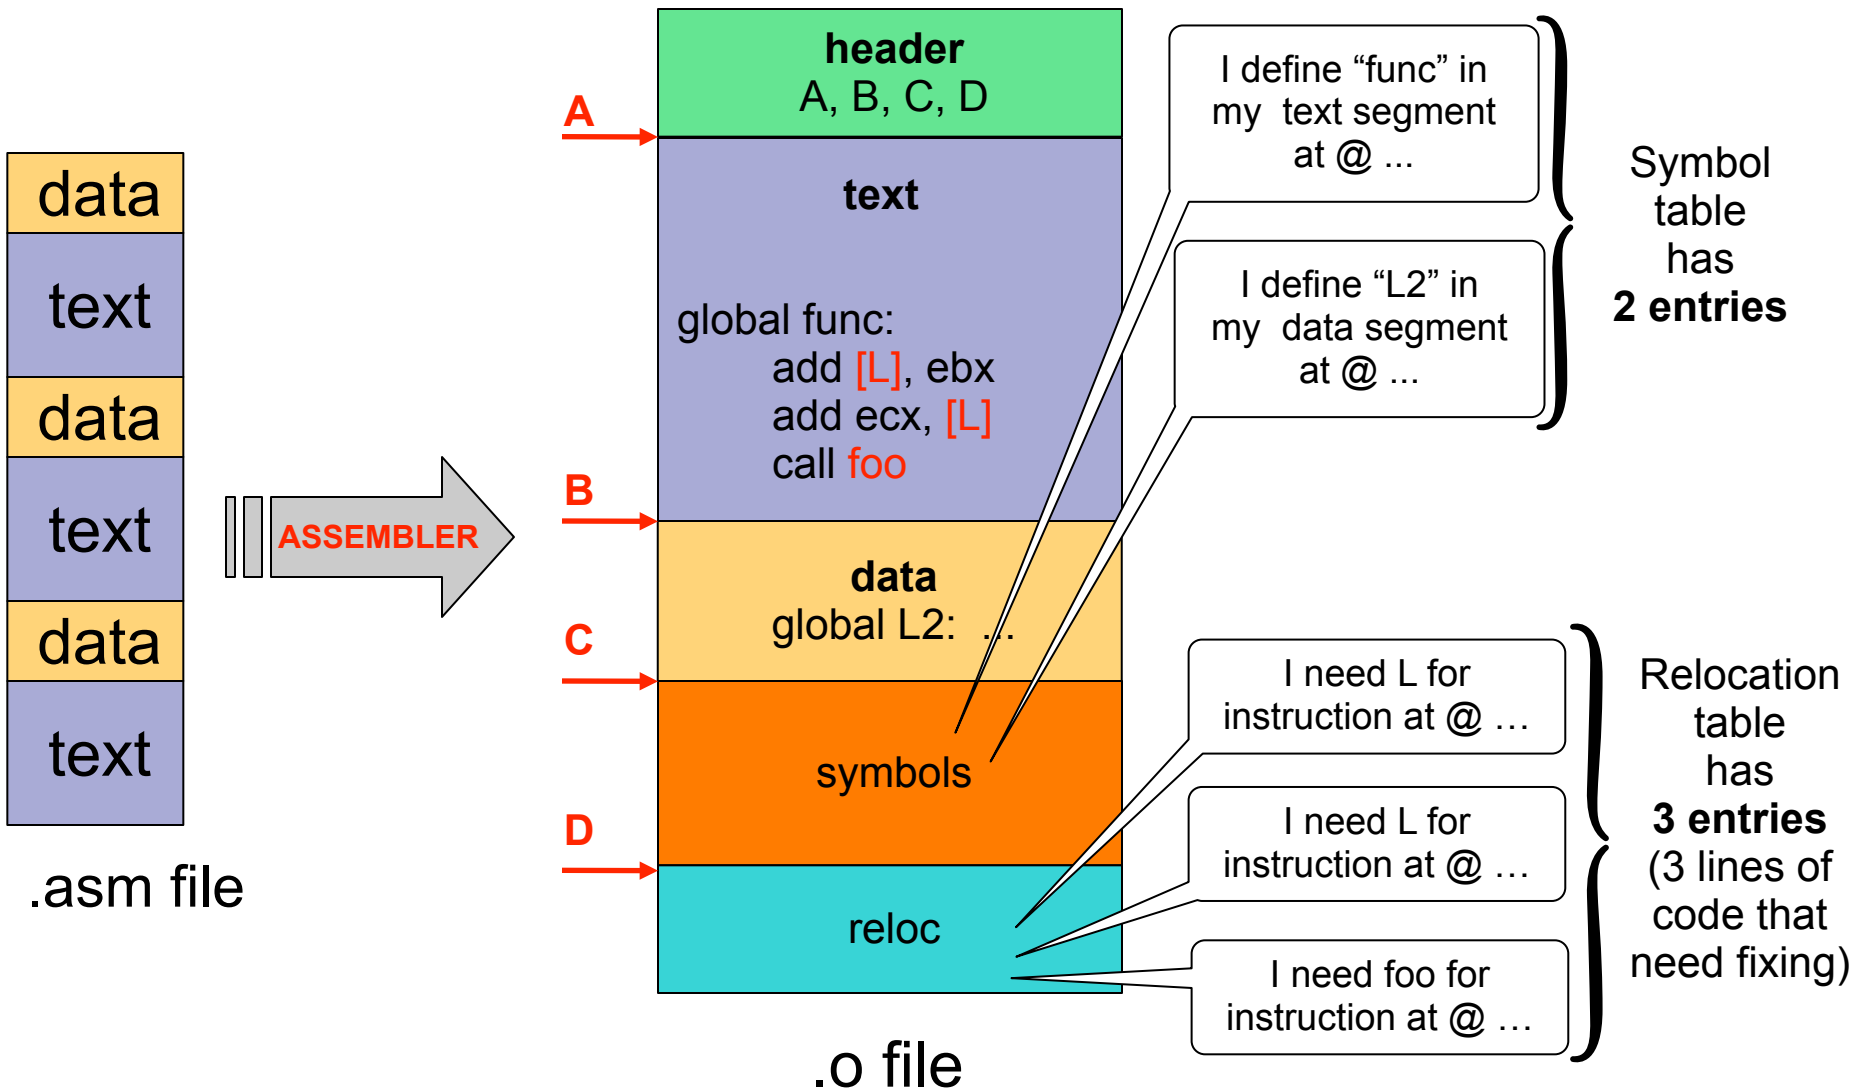 data
text
data
text
data
text
.asm file
ASSEMBLER
A
B
C
D
header
A, B, C, D
text
global func:
add [L], ebx
add ecx, [L]
call foo
data
global L2: ...
symbols
reloc
.o file
I define “func” in
my text segment
at @ ...
I define “L2” in
my data segment
at @ ...
Symbol
table
has
2 entries
I need L for
instruction at @ …
I need L for
instruction at @ …
I need foo for
instruction at @ …
Relocation
table
has
3 entries
(3 lines of
code that
need fixing)